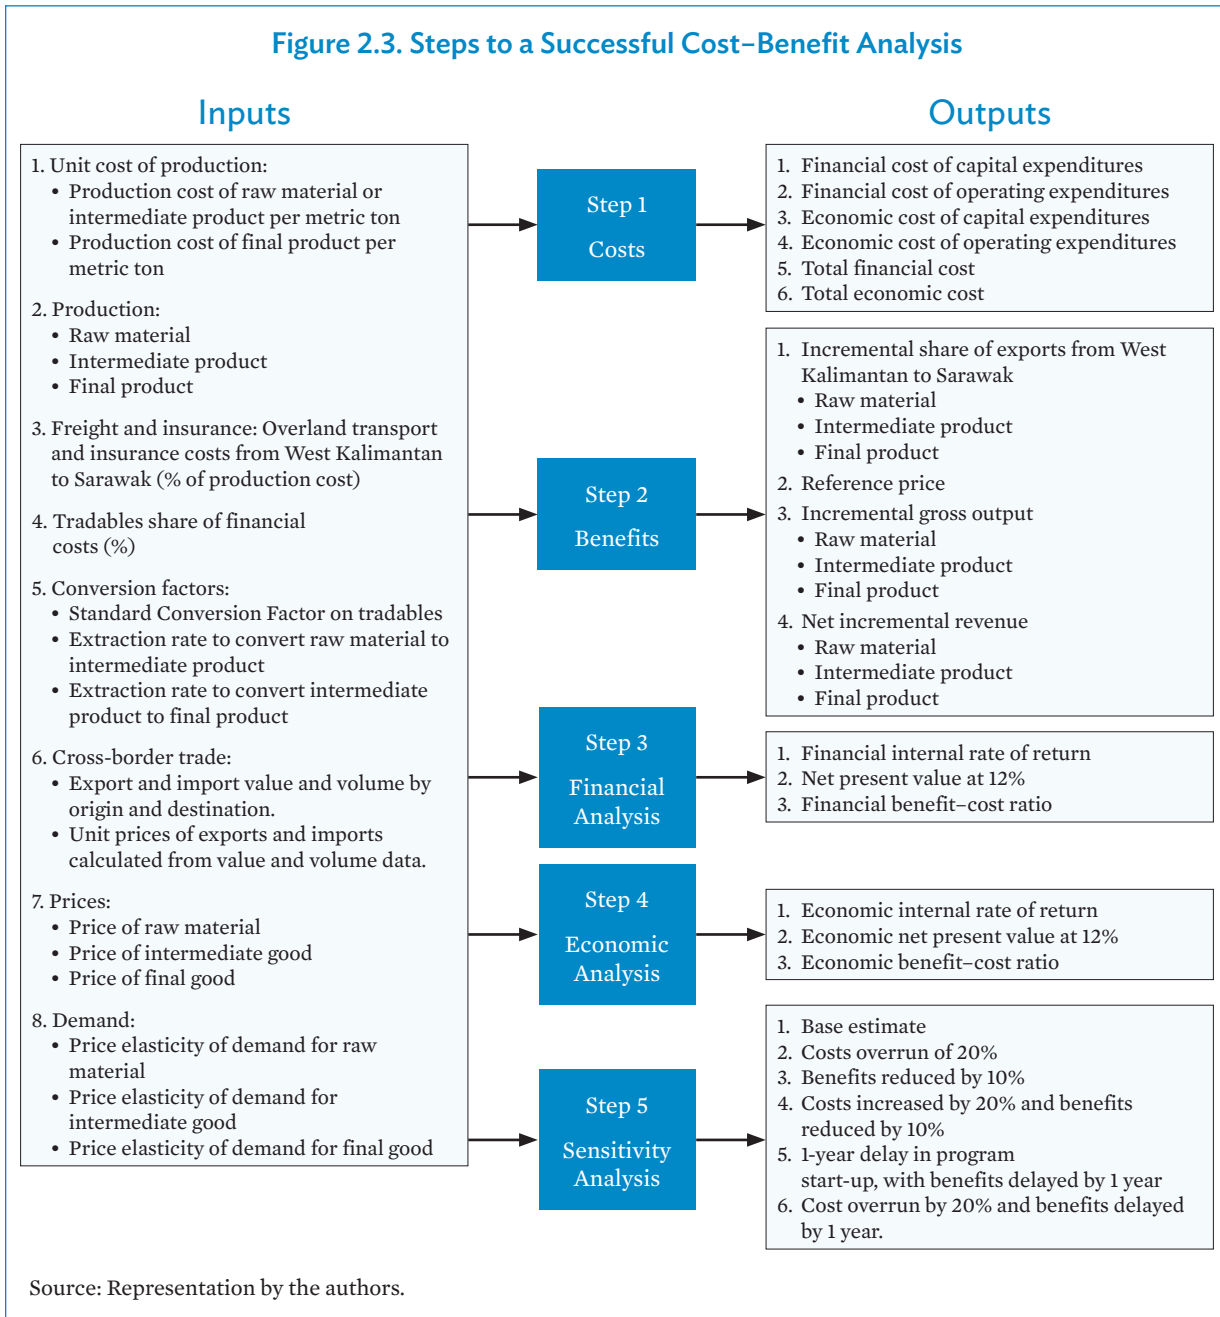 Figure 2.3. Steps to a Successful Cost–Benefit Analysis
Inputs
1. Unit cost of production:
• Production cost of raw material or
intermediate product per metric ton
• Production cost of final product per
metric ton
2. Production:
• Raw material
• Intermediate product
• Final product
3. Freight and insurance: Overland transport
and insurance costs from West Kalimantan
to Sarawak (% of production cost)
4. Tradables share of financial
costs (%)
5. Conversion factors:
• Standard Conversion Factor on tradables
• Extraction rate to convert raw material to
intermediate product
• Extraction rate to convert intermediate
product to final product
6. Cross-border trade:
• Export and import value and volume by
origin and destination.
• Unit prices of exports and imports
calculated from value and volume data.
7. Prices:
• Price of raw material
• Price of intermediate good
• Price of final good
8. Demand:
• Price elasticity of demand for raw
material
• Price elasticity of demand for
intermediate good
• Price elasticity of demand for final good
Step 1
Costs
Step 2
Benefits
Step 3
Financial
Analysis
Step 4
Economic
Analysis
Step 5
Sensitivity
Analysis
Outputs
1. Financial cost of capital expenditures
2. Financial cost of operating expenditures
3. Economic cost of capital expenditures
4. Economic cost of operating expenditures
5. Total financial cost
6. Total economic cost
1. Incremental share of exports from West
Kalimantan to Sarawak
• Raw material
• Intermediate product
• Final product
2. Reference price
3. Incremental gross output
• Raw material
• Intermediate product
• Final product
4. Net incremental revenue
• Raw material
• Intermediate product
• Final product
1. Financial internal rate of return
2. Net present value at 12%
3. Financial benefit–cost ratio
1. Economic internal rate of return
2. Economic net present value at 12%
3. Economic benefit–cost ratio
1. Base estimate
2. Costs overrun of 20%
3. Benefits reduced by 10%
4. Costs increased by 20% and benefits
reduced by 10%
5. 1-year delay in program
start-up, with benefits delayed by 1 year
6. Cost overrun by 20% and benefits delayed
by 1 year.
Source: Representation by the authors.